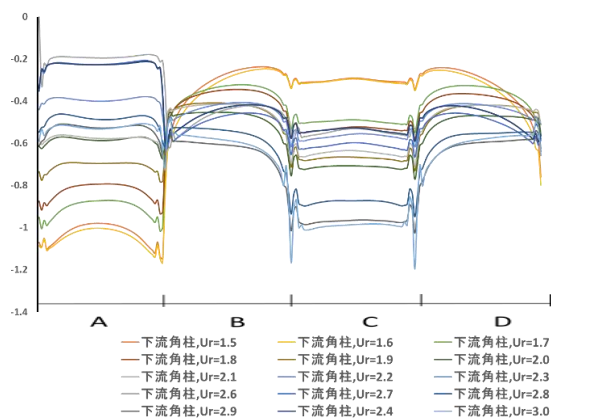 0
-0.2
-0.4
-0.6
-0.8
-1
-1.2
-1.4
A B C D
下流角柱,Ur=1.5 下流角柱,Ur=1.6 下流角柱,Ur=1.7
下流角柱,Ur=1.8 下流角柱,Ur=1.9 下流角柱,Ur=2.0
下流角柱,Ur=2.1 下流角柱,Ur=2.2 下流角柱,Ur=2.3
下流角柱,Ur=2.6 下流角柱,Ur=2.7 下流角柱,Ur=2.8
下流角柱,Ur=2.9 下流角柱,Ur=2.4 下流角柱,Ur=3.0